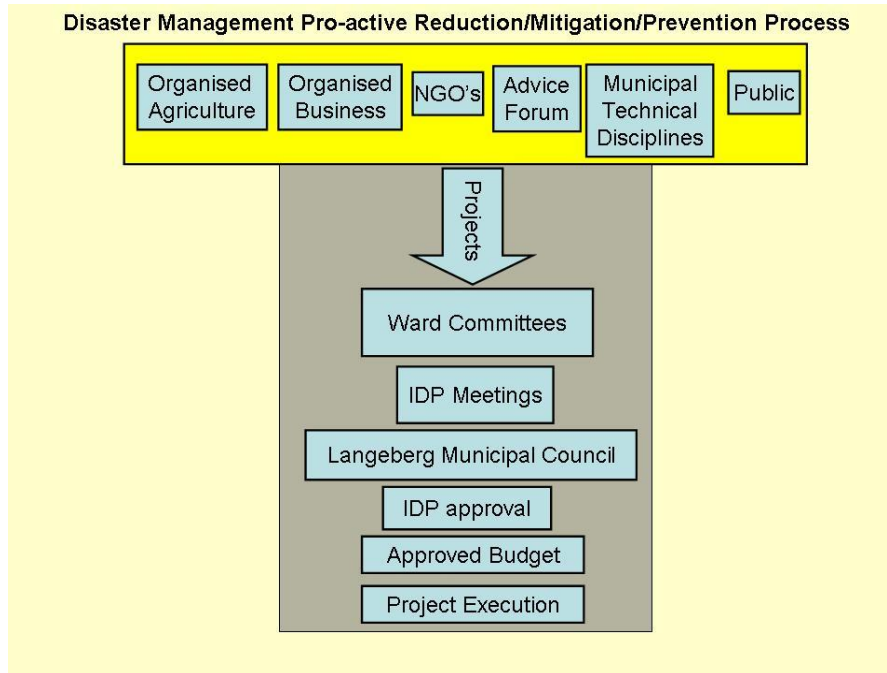 Disaster Management Pro-active Reduction/Mitigation/Prevention Process
Organised
Agriculture
Organised
Business
NGO's
Advice
Forum
Municipal
Technical
Disciplines
Public
Projects
Ward Committees
IDP Meetings
Langeberg Municipal Council
IDP approval
Approved Budget
Project Execution